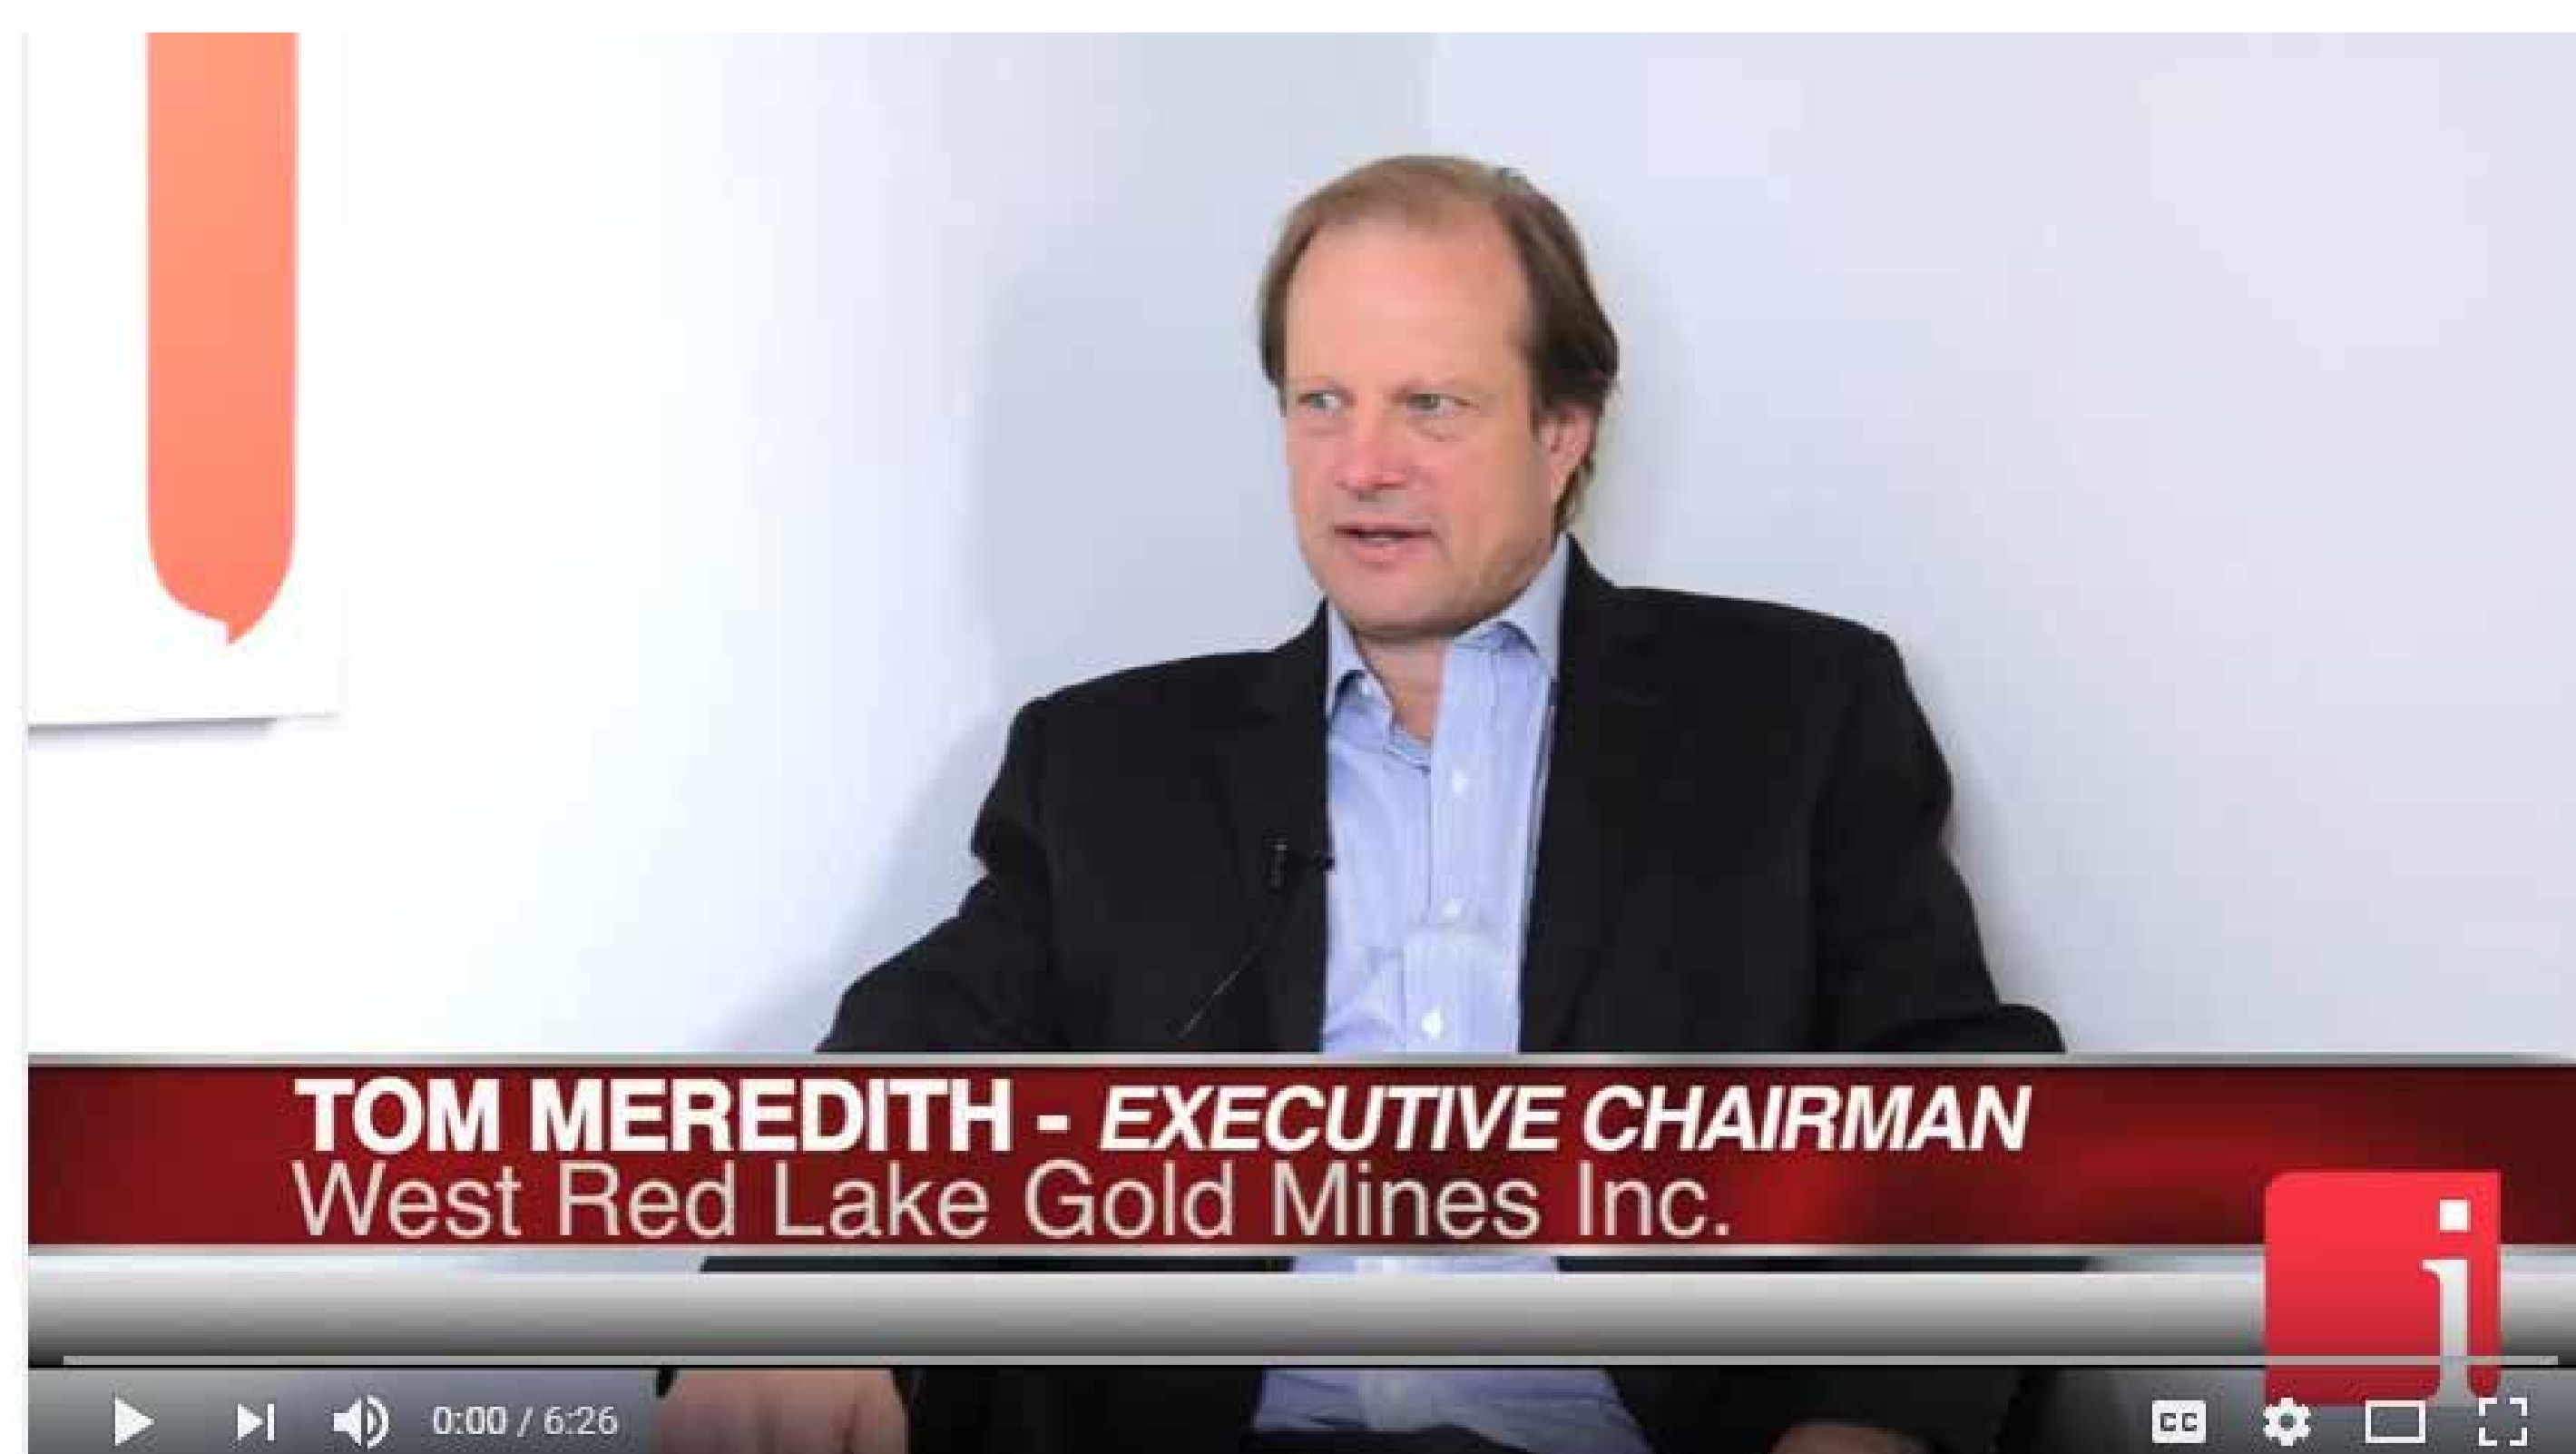 TOM MEREDITH - EXECUTIVE CHAIRMAN
West Red Lake Gold Mines Inc.
i
0:00 / 6:26
CC